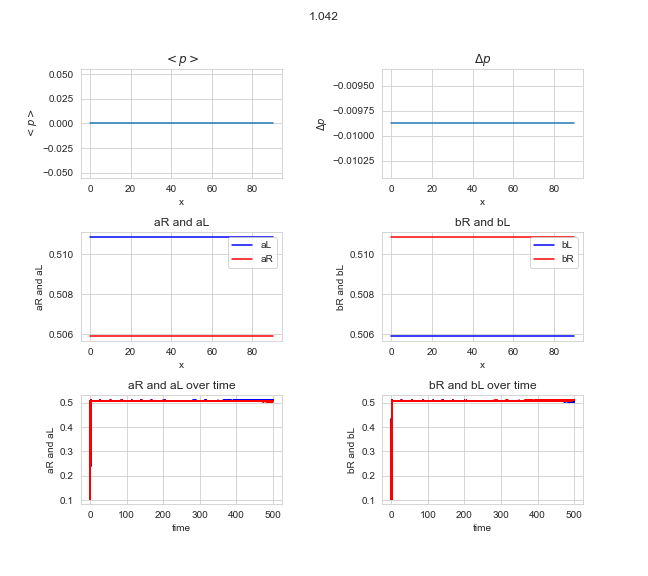 1.042
< p >
Δp
0.050
0.025
0.000
−0.025
−0.050
< p >
0 20 40 60 80
x
−0.00950
−0.00975
−0.01000
−0.01025
Δp
0 20 40 60 80
x
aR and aL
bR and bL
0.510
0.508
0.506
aR and aL
aL
aR
0 20 40 60 80
x
0.510
0.508
0.506
bR and bL
bL
bR
0 20 40 60 80
x
aR and aL over time
bR and bL over time
0.5
0.4
0.3
0.2
0.1
aR and aL
0 100 200 300 400 500
time
0.5
0.4
0.3
0.2
0.1
bR and bL
0 100 200 300 400 500
time